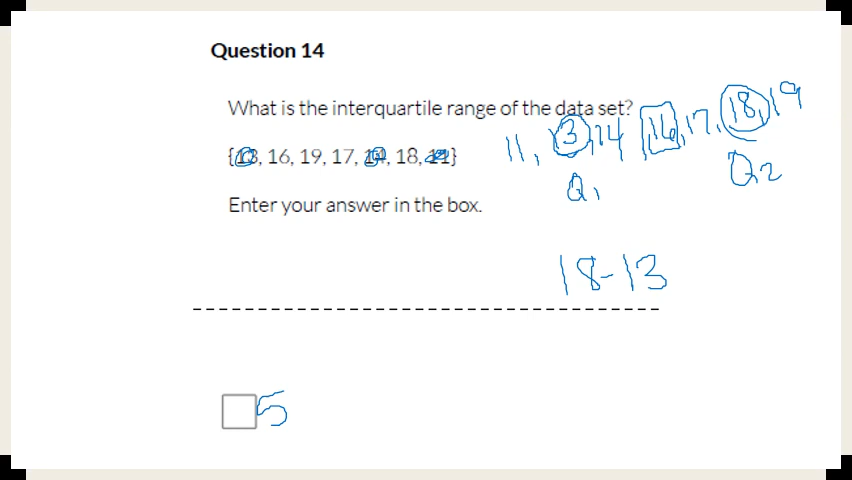 Question 14
What is the interquartile range of the data set?
11, 13, 14 16, 17, 18, 19
{13, 16, 19, 17, 14, 18, 11}
Q1
Q2
Enter your answer in the box.
18-13
5